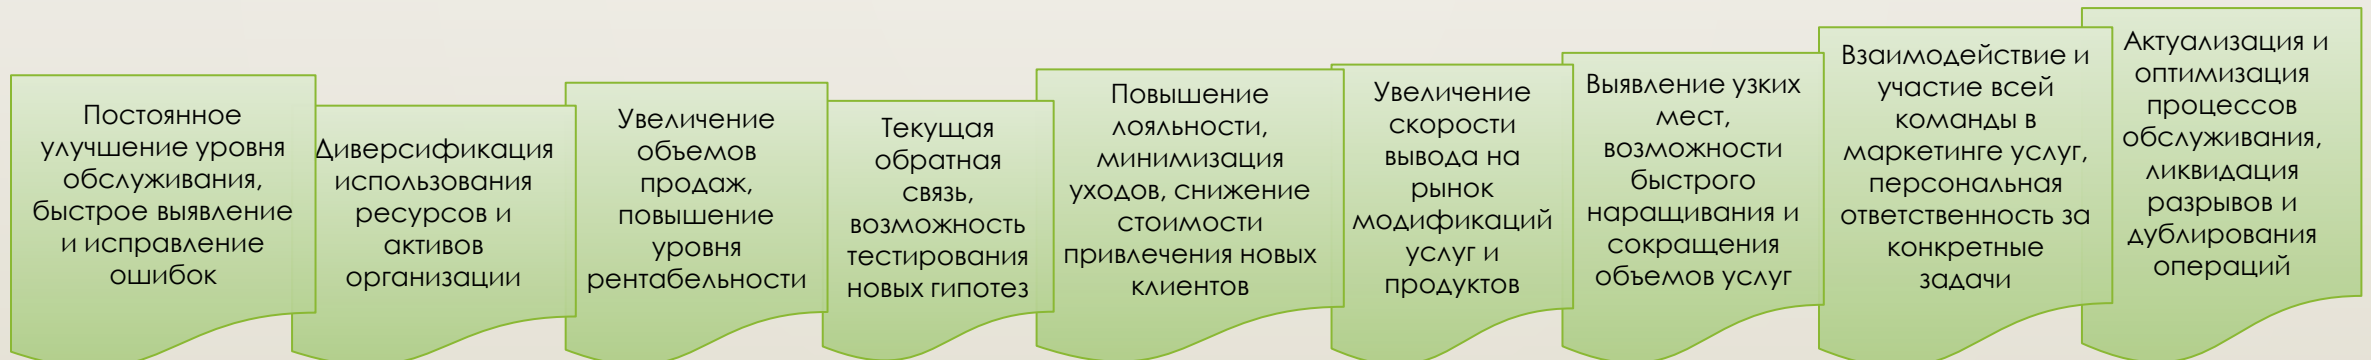 Постоянное
улучшение уровня
обслуживания,
быстрое выявление
и исправление
ошибок
Диверсификация
использования
ресурсов и
активов
организации
Увеличение
объемов
продаж,
повышение
уровня
рентабельности
Текущая
обратная
связь,
возможность
тестирования
новых гипотез
Повышение
лояльности,
минимизация
уходов, снижение
стоимости
привлечения новых
клиентов
Увеличение
скорости
вывода на
рынок
модификаций
услуг и
продуктов
Выявление узких
мест,
возможности
быстрого
наращивания и
сокращения
объемов услуг
Взаимодействие и
участие всей
команды в
маркетинге услуг,
персональная
ответственность за
конкретные
задачи
Актуализация и
оптимизация
процессов
обслуживания,
ликвидация
разрывов и
дублирования
операций